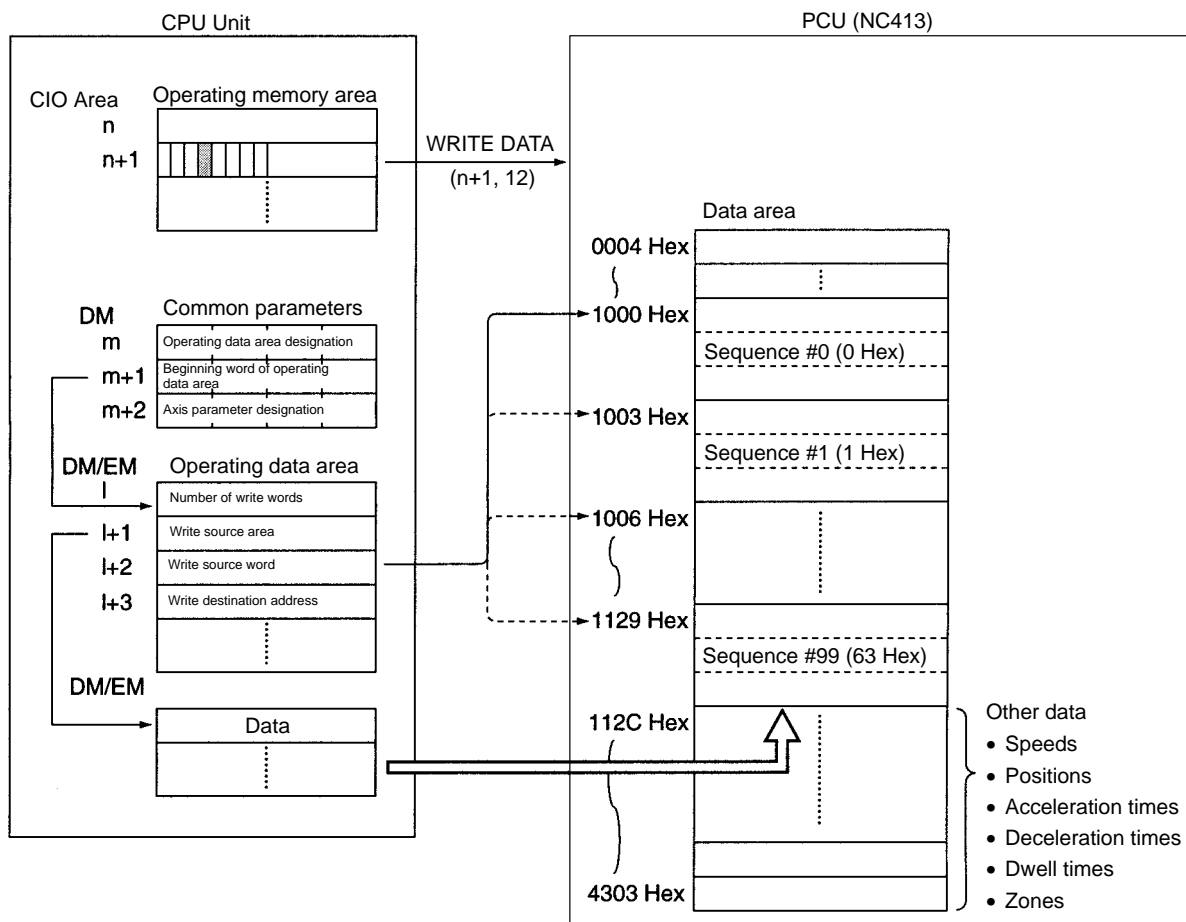 CPU Unit
PCU (NC413)
CIO Area
Operating memory area
n
n+1
WRITE DATA
(n+1, 12)
Data area
0004 Hex
1000 Hex
Sequence #0 (0 Hex)
DM
Common parameters
m
Operating data area designation
m+1
Beginning word of operating
data area
m+2
Axis parameter designation
1003 Hex
Sequence #1 (1 Hex)
DM/EM
Operating data area
l
Number of write words
l+1
Write source area
l+2
Write source word
l+3
Write destination address
1006 Hex
1129 Hex
Sequence #99 (63 Hex)
DM/EM
Data
112C Hex
4303 Hex
Other data
• Speeds
• Positions
• Acceleration times
• Deceleration times
• Dwell times
• Zones